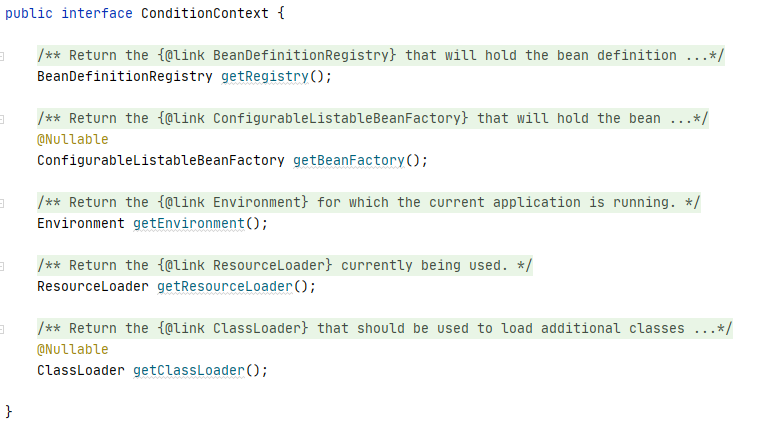 public interface ConditionContext {
/** Return the {@link BeanDefinitionRegistry} that will hold the bean definition ...*/
BeanDefinitionRegistry getRegistry();
/** Return the {@link ConfigurableListableBeanFactory} that will hold the bean ...*/
@Nullable
ConfigurableListableBeanFactory getBeanFactory();
/** Return the {@link Environment} for which the current application is running. */
Environment getEnvironment();
/** Return the {@link ResourceLoader} currently being used. */
ResourceLoader getResourceLoader();
/** Return the {@link ClassLoader} that should be used to load additional classes ...*/
@Nullable
ClassLoader getClassLoader();
}